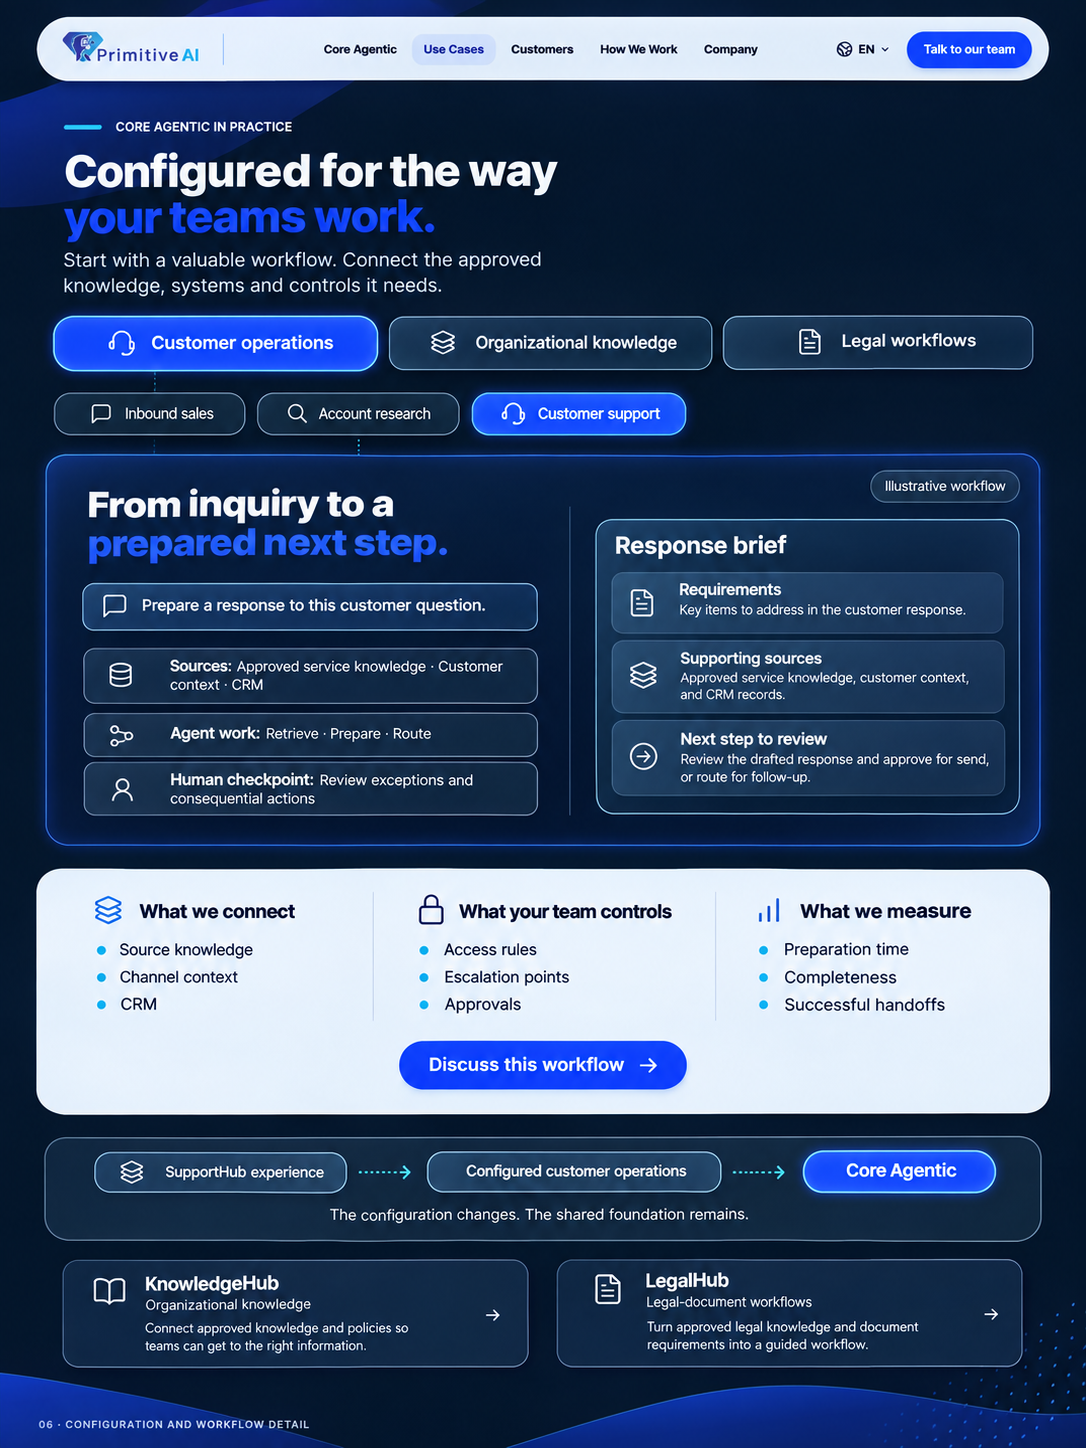 Primitive AI
Core Agentic
Use Cases
Customers
How We Work
Company
EN
Talk to our team
CORE AGENTIC IN PRACTICE
Configured for the way
your teams work.
Start with a valuable workflow. Connect the approved
knowledge, systems and controls it needs.
Customer operations
Organizational knowledge
Legal workflows
Inbound sales
Account research
Customer support
From inquiry to a
prepared next step.
Prepare a response to this customer question.
Sources: Approved service knowledge · Customer
context · CRM
Agent work: Retrieve · Prepare · Route
Human checkpoint: Review exceptions and
consequential actions
Illustrative workflow
Response brief
Requirements
Key items to address in the customer response.
Supporting sources
Approved service knowledge, customer context,
and CRM records.
Next step to review
Review the drafted response and approve for send,
or route for follow-up.
What we connect
Source knowledge
Channel context
CRM
What your team controls
Access rules
Escalation points
Approvals
What we measure
Preparation time
Completeness
Successful handoffs
Discuss this workflow →
SupportHub experience
Configured customer operations
Core Agentic
The configuration changes. The shared foundation remains.
KnowledgeHub
Organizational knowledge
Connect approved knowledge and policies so
teams can get to the right information.
LegalHub
Legal-document workflows
Turn approved legal knowledge and document
requirements into a guided workflow.
06 · CONFIGURATION AND WORKFLOW DETAIL